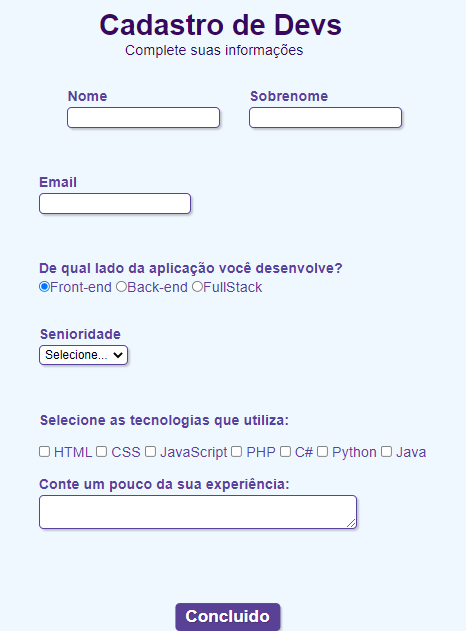 Cadastro de Devs
Complete suas informações
Nome Sobrenome
Email
De qual lado da aplicação você desenvolve?
Front-end Back-end FullStack
Senioridade
Selecione...
Selecione as tecnologias que utiliza:
HTML CSS JavaScript PHP C# Python Java
Conte um pouco da sua experiência:
Concluido